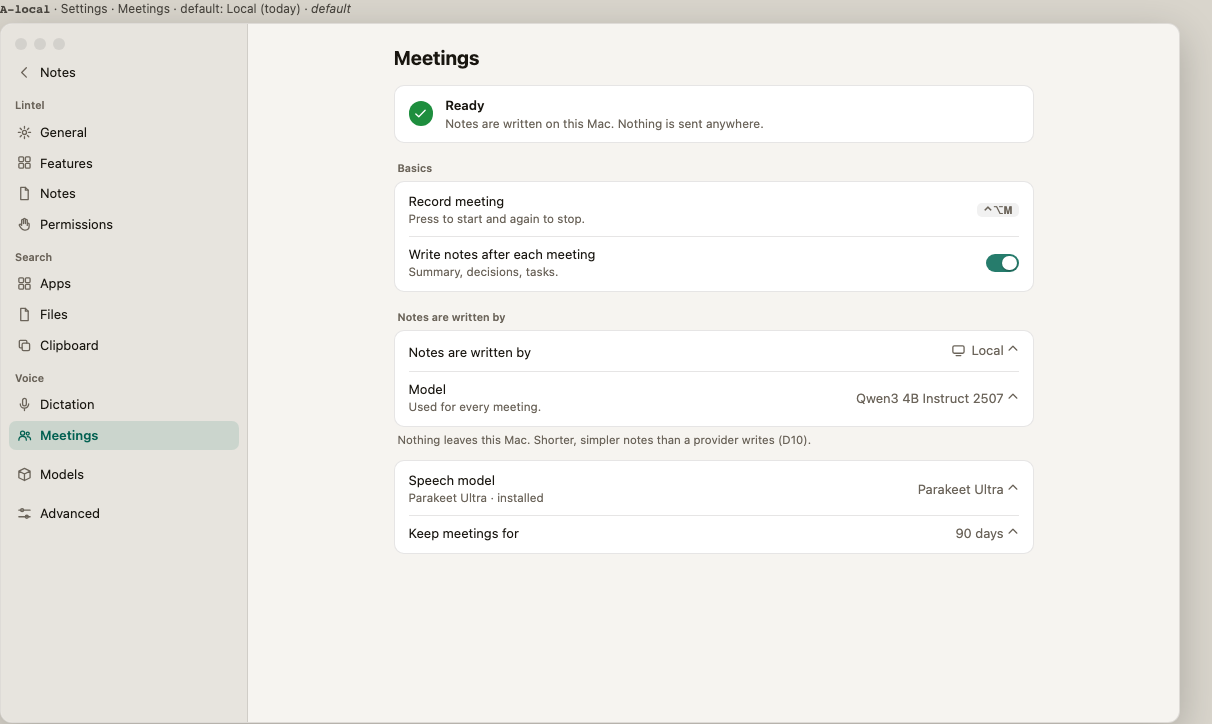 A-local · Settings · Meetings · default: Local (today) · default
Notes
Lintel
General
Features
Notes
Permissions
Search
Apps
Files
Clipboard
Voice
Dictation
Meetings
Models
Advanced
Meetings
Ready
Notes are written on this Mac. Nothing is sent anywhere.
Basics
Record meeting
Press to start and again to stop.
⌃⌥M
Write notes after each meeting
Summary, decisions, tasks.
Notes are written by
Notes are written by
Local
Model
Used for every meeting.
Qwen3 4B Instruct 2507
Nothing leaves this Mac. Shorter, simpler notes than a provider writes (D10).
Speech model
Parakeet Ultra · installed
Parakeet Ultra
Keep meetings for
90 days